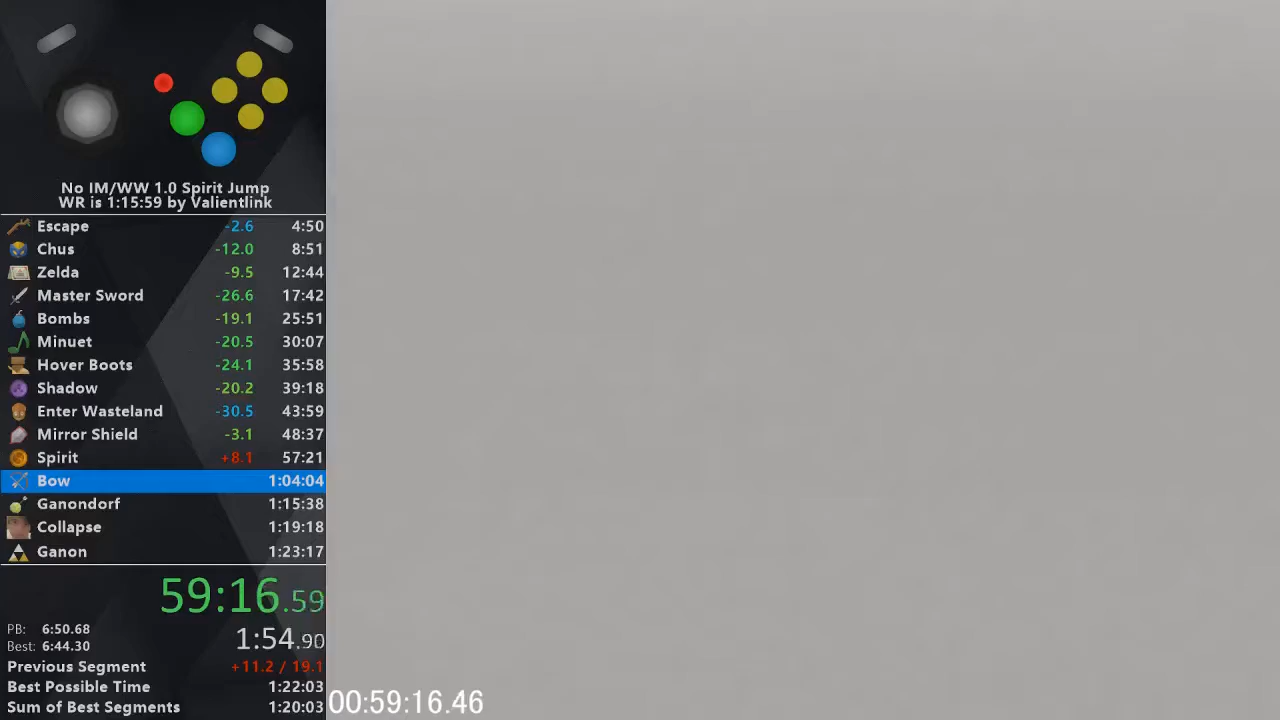 No IM/WW 1.0 Spirit Jump
WR is 1:15:59 by Valientlink
Escape -2.6 4:50
Chus -12.0 8:51
Zelda -9.5 12:44
Master Sword -26.6 17:42
Bombs -19.1 25:51
Minuet -20.5 30:07
Hover Boots -24.1 35:58
Shadow -20.2 39:18
Enter Wasteland -30.5 43:59
Mirror Shield -3.1 48:37
Spirit +8.1 57:21
Bow 1:04:04
Ganondorf 1:15:38
Collapse 1:19:18
Ganon 1:23:17
59:16.59
PB: 6:50.68
Best: 6:44.30
1:54.90
Previous Segment +11.2 / 19.1
Best Possible Time 1:22:03
Sum of Best Segments 1:20:03
00:59:16.46